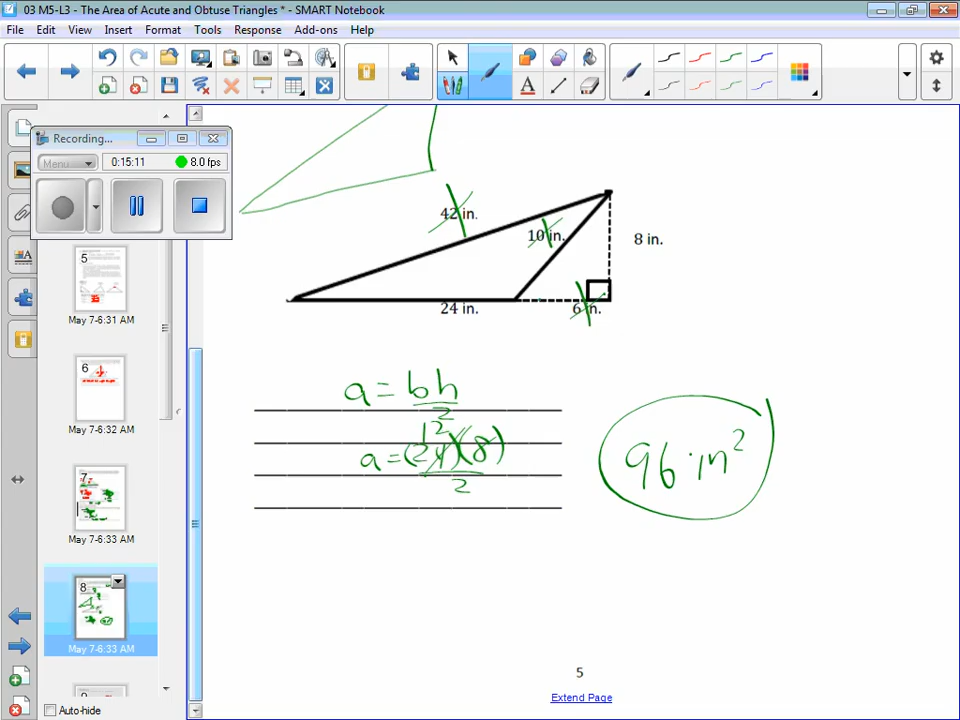 03 M5-L3 - The Area of Acute and Obtuse Triangles * - SMART Notebook
File Edit View Insert Format Tools Response Add-ons Help
Recording...
Menu 0:15:11 8.0 fps
42 in.
10 in.
8 in.
24 in.
6 in.
5
May 7-6:31 AM
6
May 7-6:32 AM
7
May 7-6:33 AM
8
May 7-6:33 AM
9
a = bh
2
12
a = (24)(8)
2
96 in²
5
Extend Page
Auto-hide